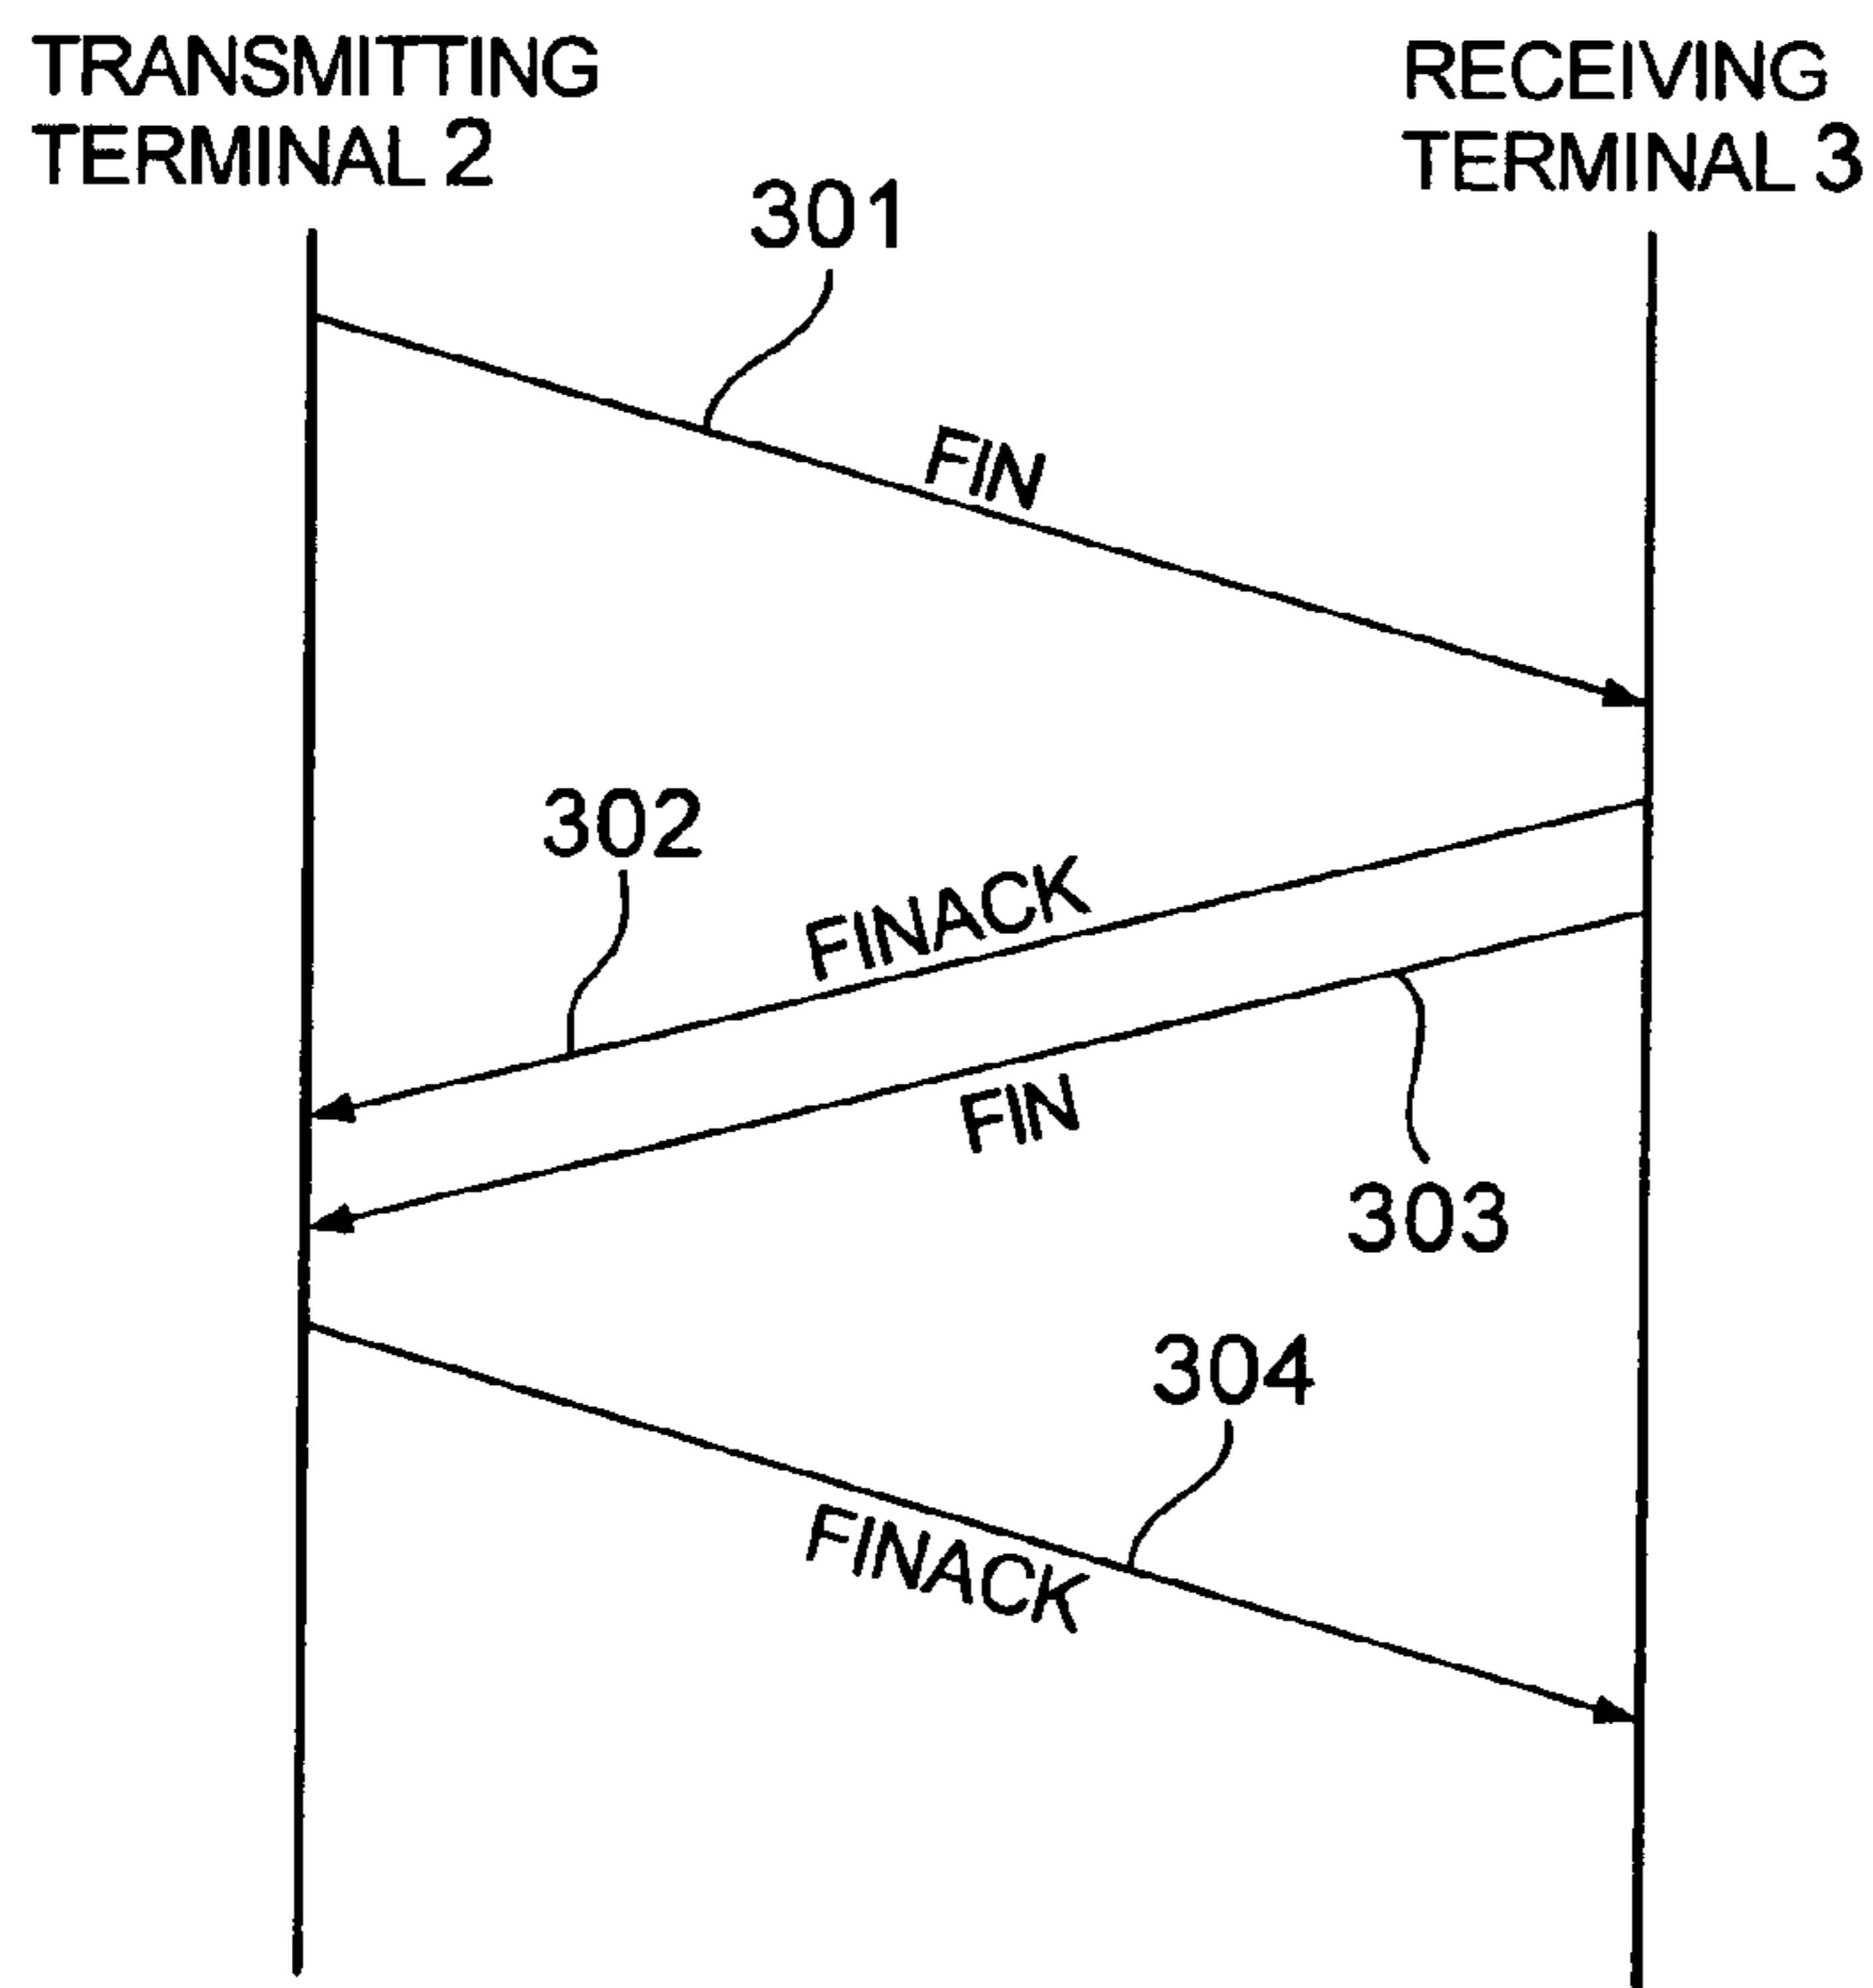 TRANSMITTING
TERMINAL 2
RECEIVING
TERMINAL 3
301
FIN
302
FINACK
FIN
303
304
FINACK